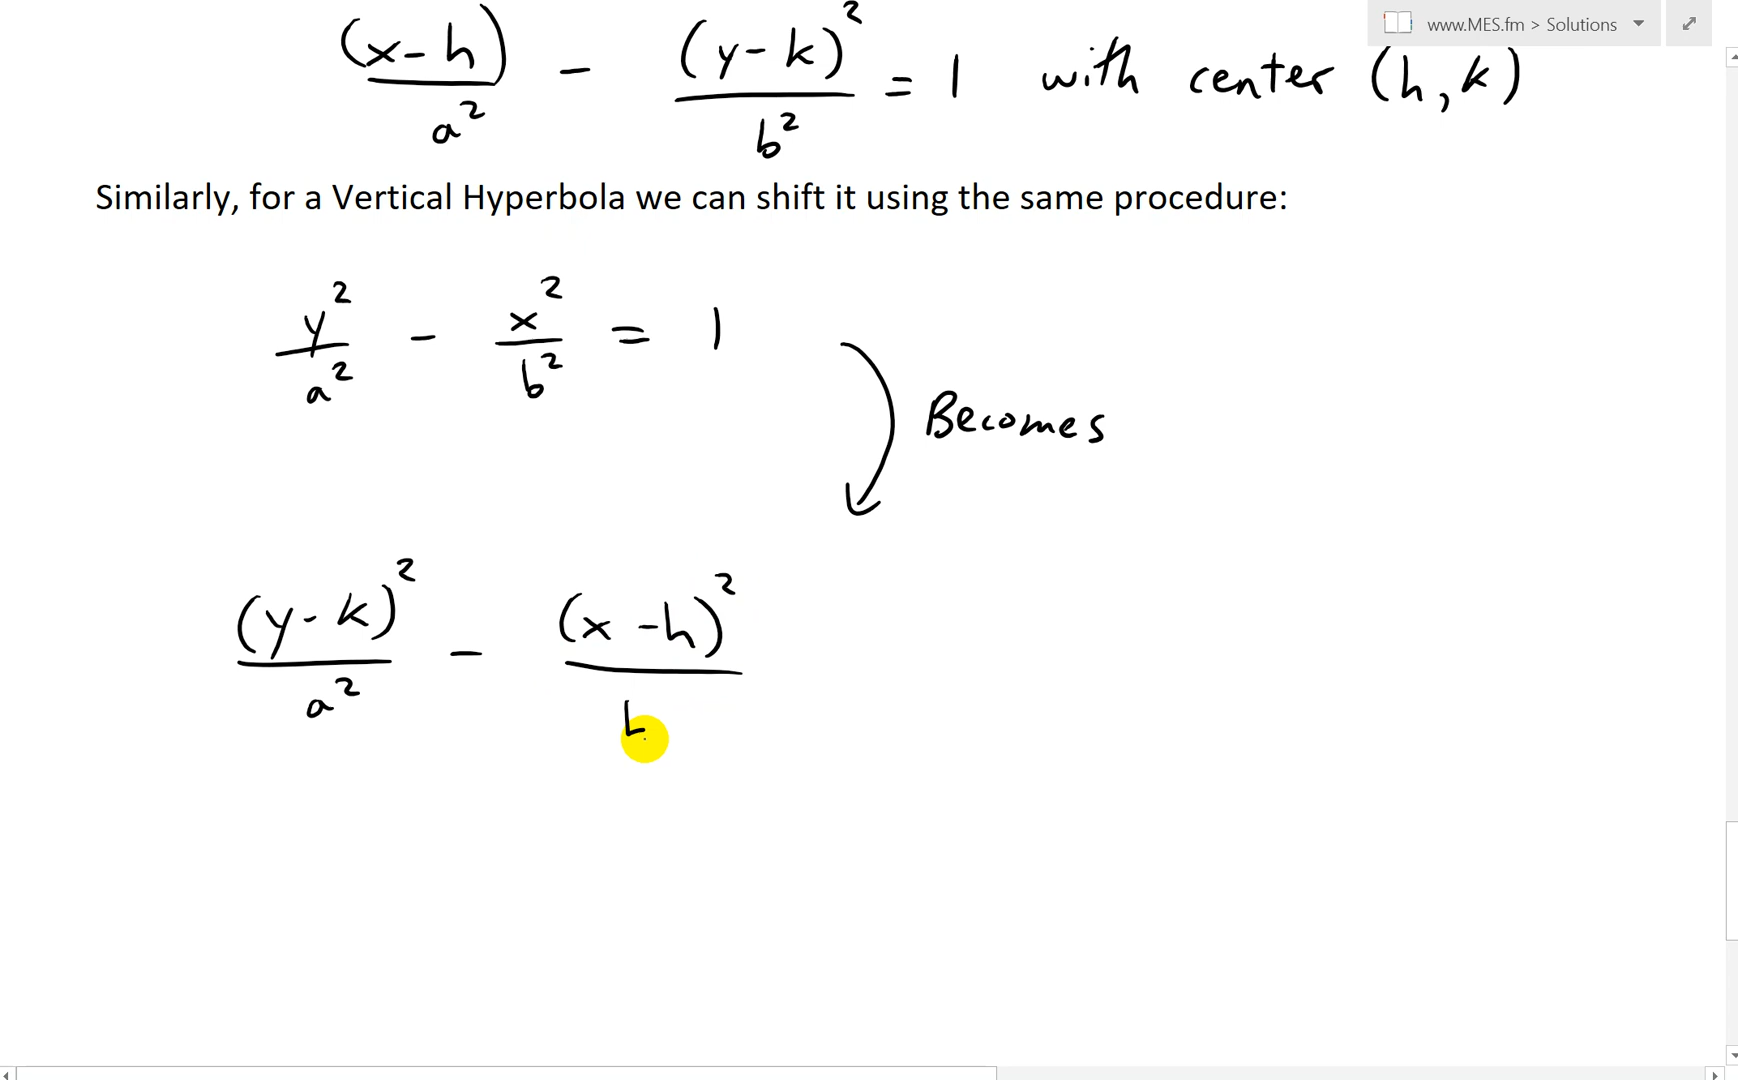 www.MES.fm > Solutions
(x-h) / a² - (y-k)² / b² = 1 with center (h,k)
Similarly, for a Vertical Hyperbola we can shift it using the same procedure:
y²/a² - x²/b² = 1
Becomes
(y-k)² / a² - (x-h)² /